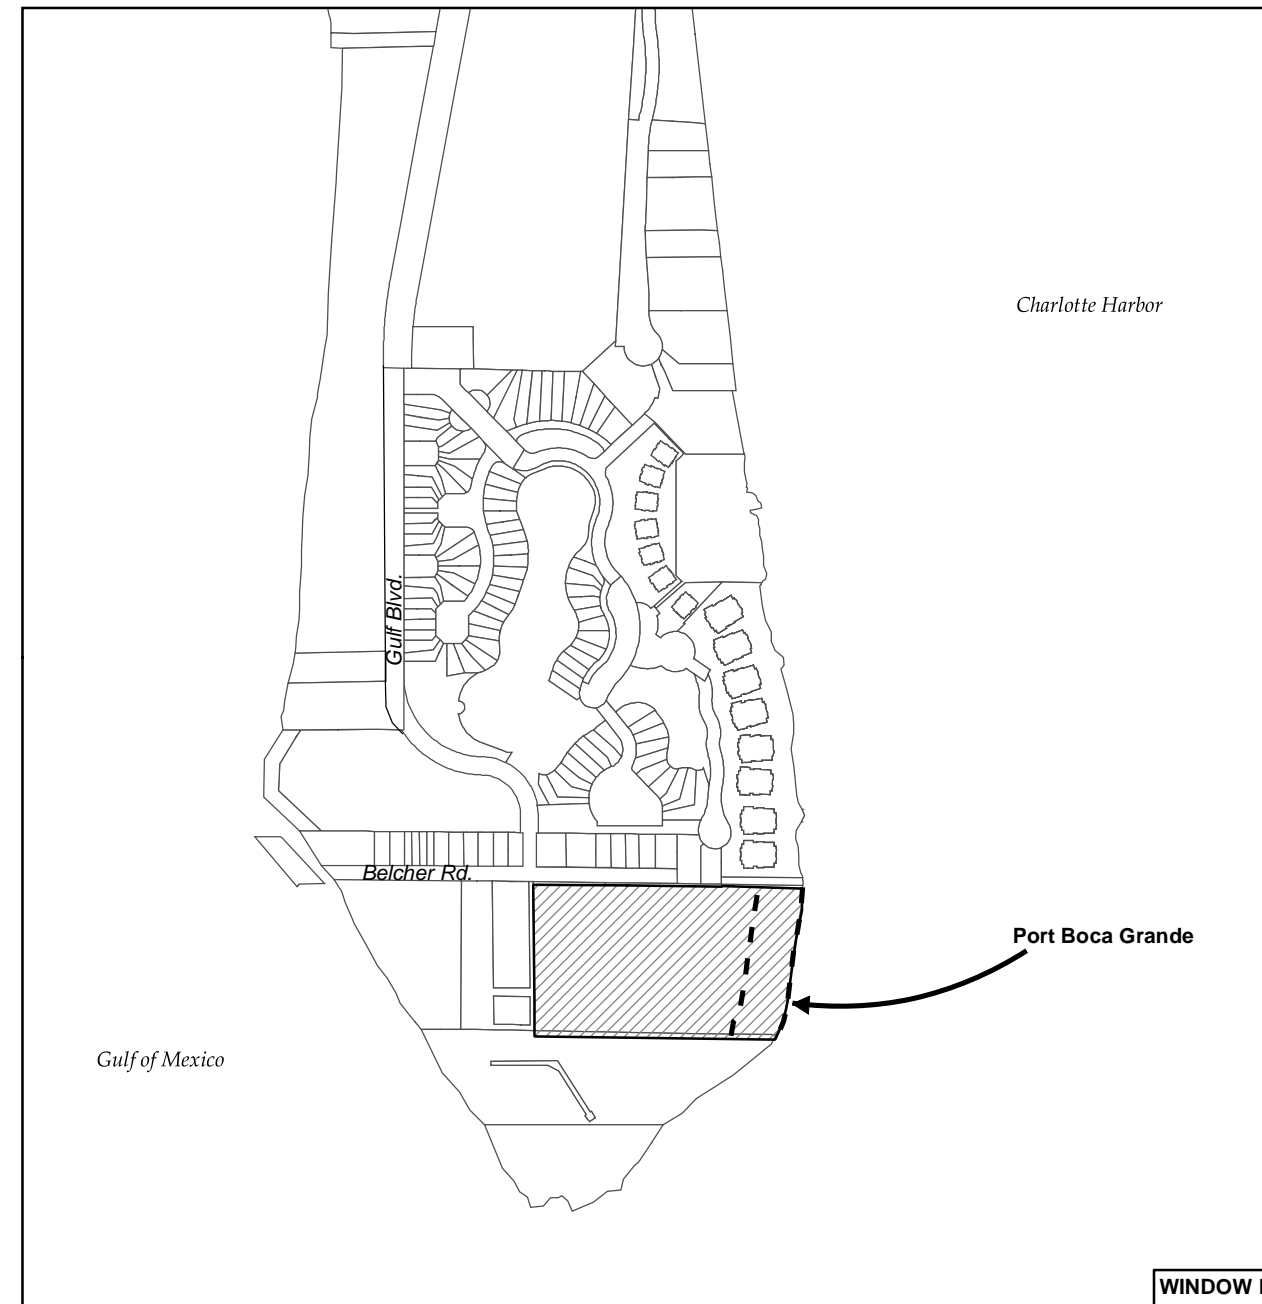 Charlotte Harbor
Gulf Blvd.
Belcher Rd.
Port Boca Grande
Gulf of Mexico
WINDOW